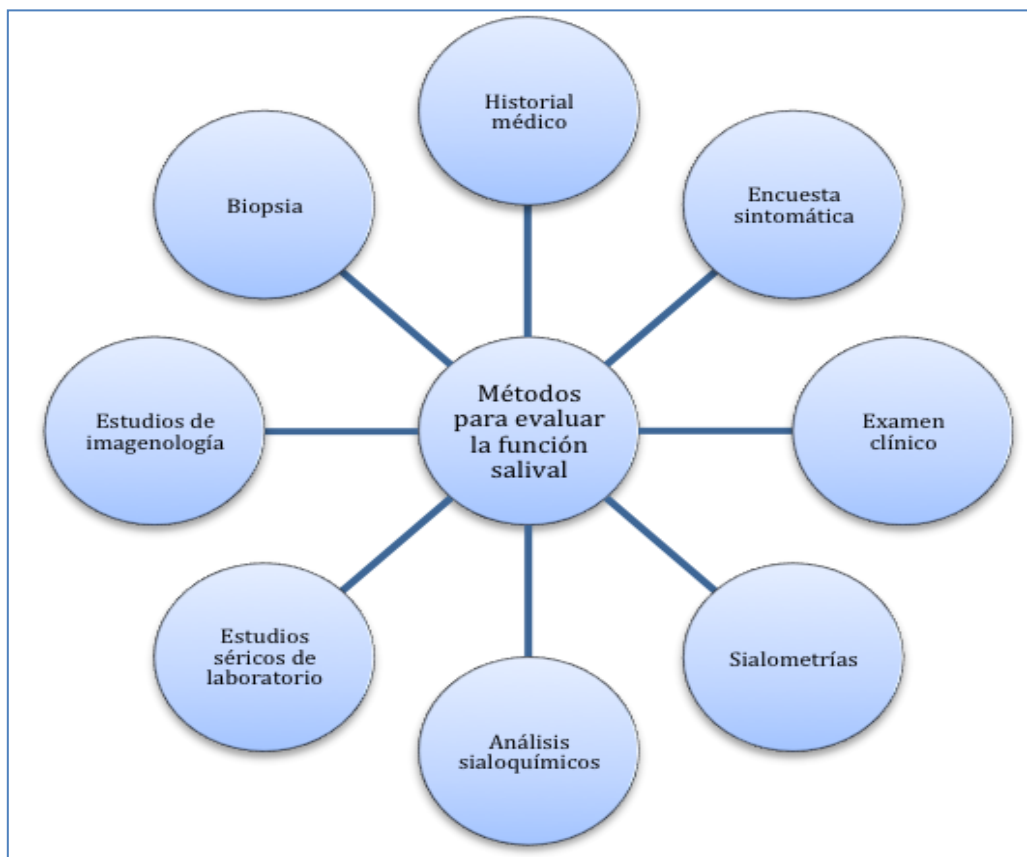 Historial
médico
Encuesta
sintomática
Examen
clínico
Sialometrías
Análisis
sialoquímicos
Estudios
séricos de
laboratorio
Estudios de
imagenología
Biopsia
Métodos
para evaluar
la función
salival